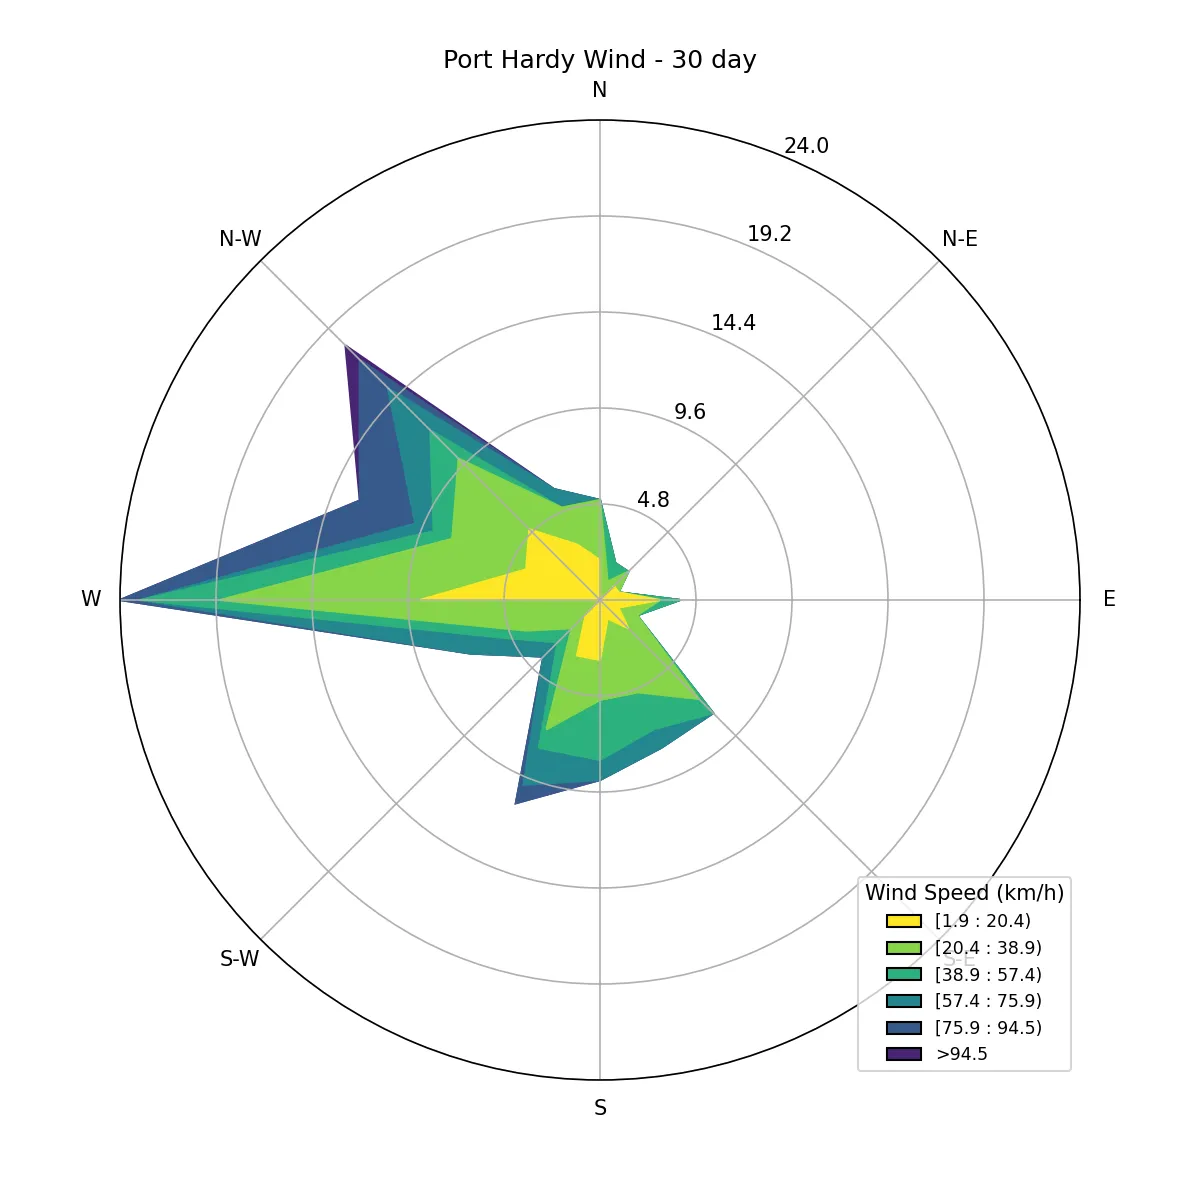 Port Hardy Wind - 30 day
N
24.0
N-W
N-E
19.2
14.4
9.6
4.8
W
E
S-W
S-E
S
Wind Speed (km/h)
[1.9 : 20.4)
[20.4 : 38.9)
[38.9 : 57.4)
[57.4 : 75.9)
[75.9 : 94.5)
>94.5